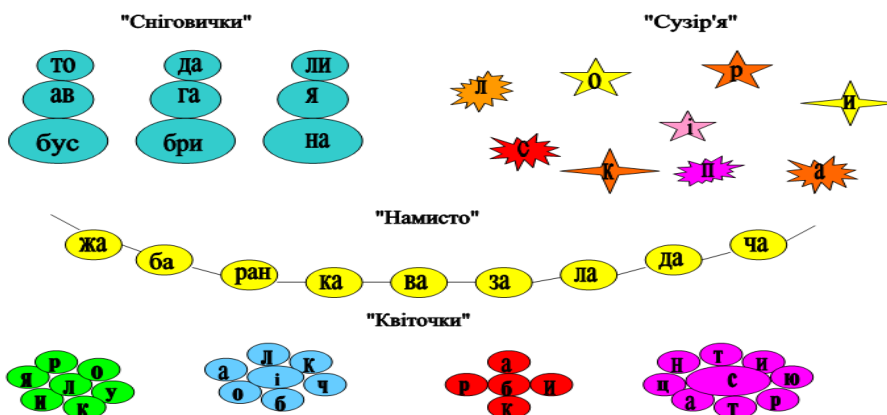 "Сніговички"
"Сузір'я"
то да ли
ав га я
бус бри на
л о р и
і
с к ц а
"Намисто"
жа ба ран ка ва за ла да ча
"Квіточки"
р о я л у н к
л к а і ч о б
а р б и к
т н и с ю ц а т р